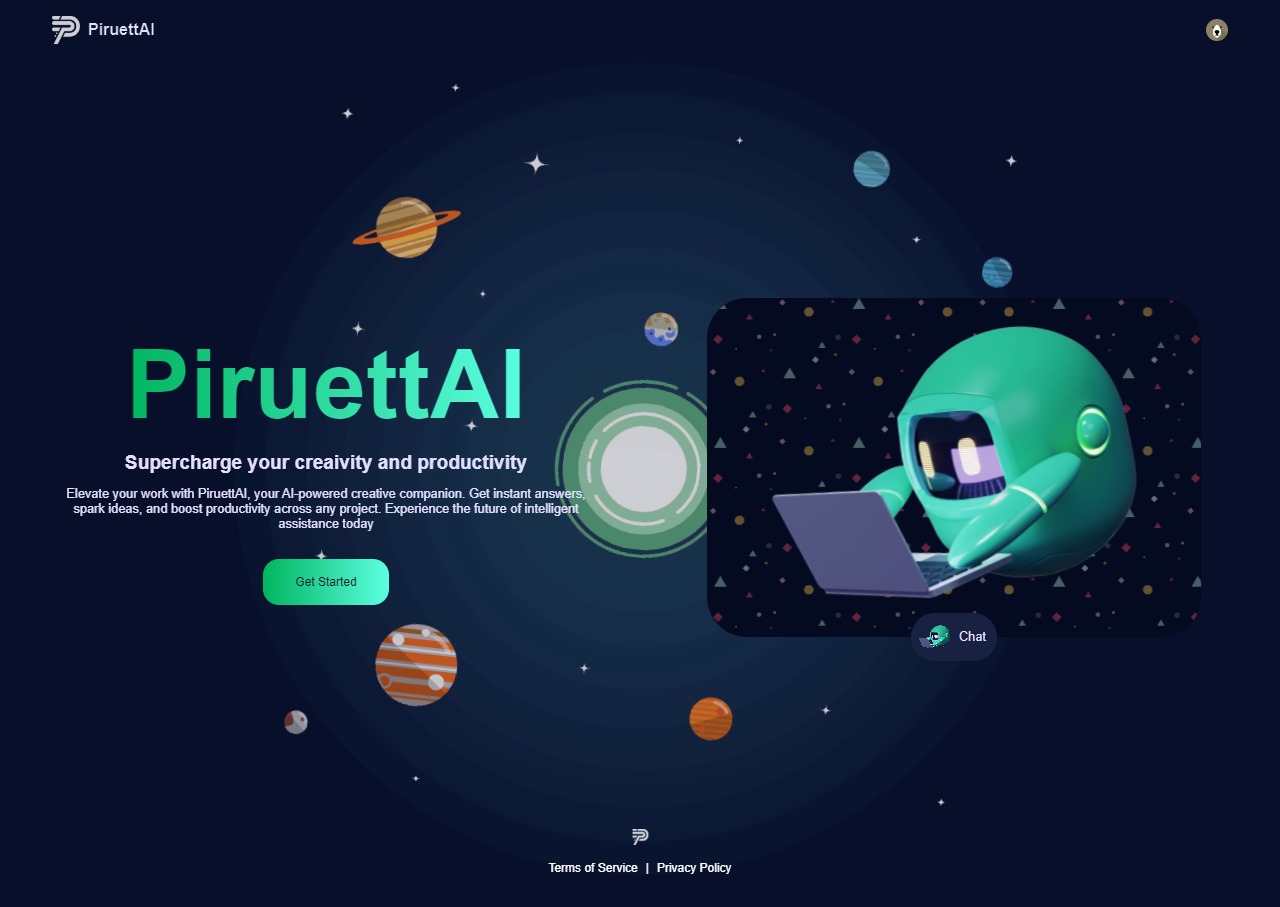 PiruettAI
PiruettAI
Supercharge your creaivity and productivity
Elevate your work with PiruettAI, your AI-powered creative companion. Get instant answers,
spark ideas, and boost productivity across any project. Experience the future of intelligent
assistance today
Get Started
Chat
Terms of Service | Privacy Policy